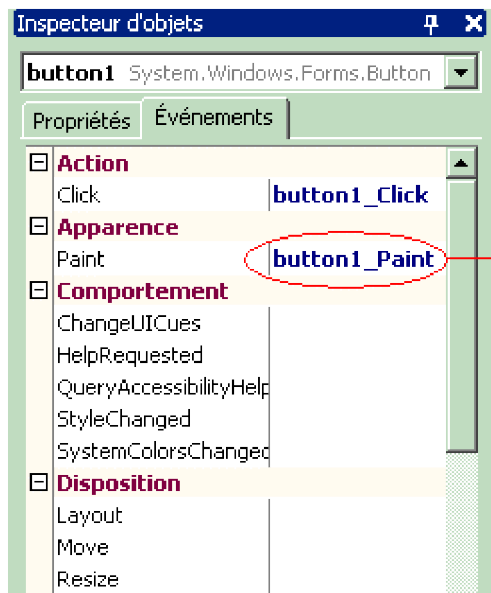 Inspecteur d'objets
button1 System.Windows.Forms.Button
Propriétés Événements
Action
Click button1_Click
Apparence
Paint button1_Paint
Comportement
ChangeUICues
HelpRequested
QueryAccessibilityHelp
StyleChanged
SystemColorsChanged
Disposition
Layout
Move
Resize